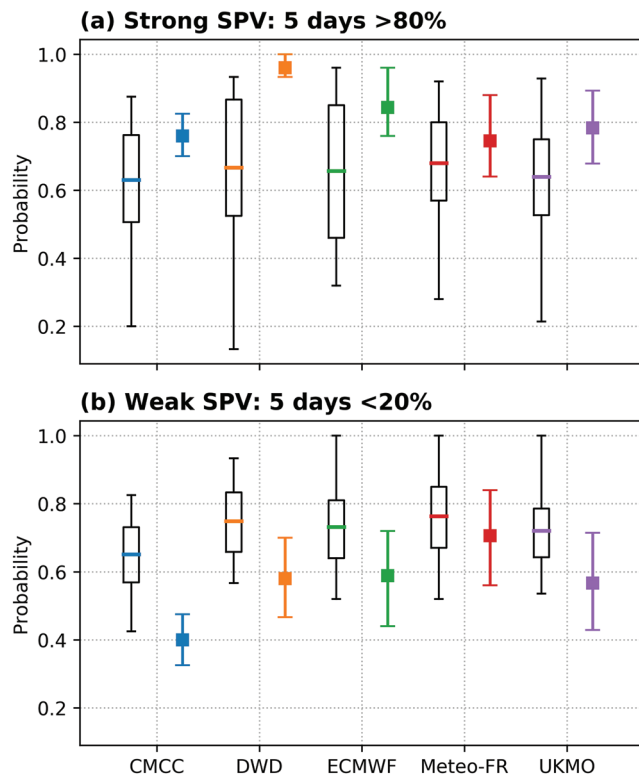 (a) Strong SPV: 5 days >80%
1.0
0.8
0.6
0.4
0.2
Probability
(b) Weak SPV: 5 days <20%
1.0
0.8
0.6
0.4
0.2
Probability
CMCC DWD ECMWF Meteo-FR UKMO